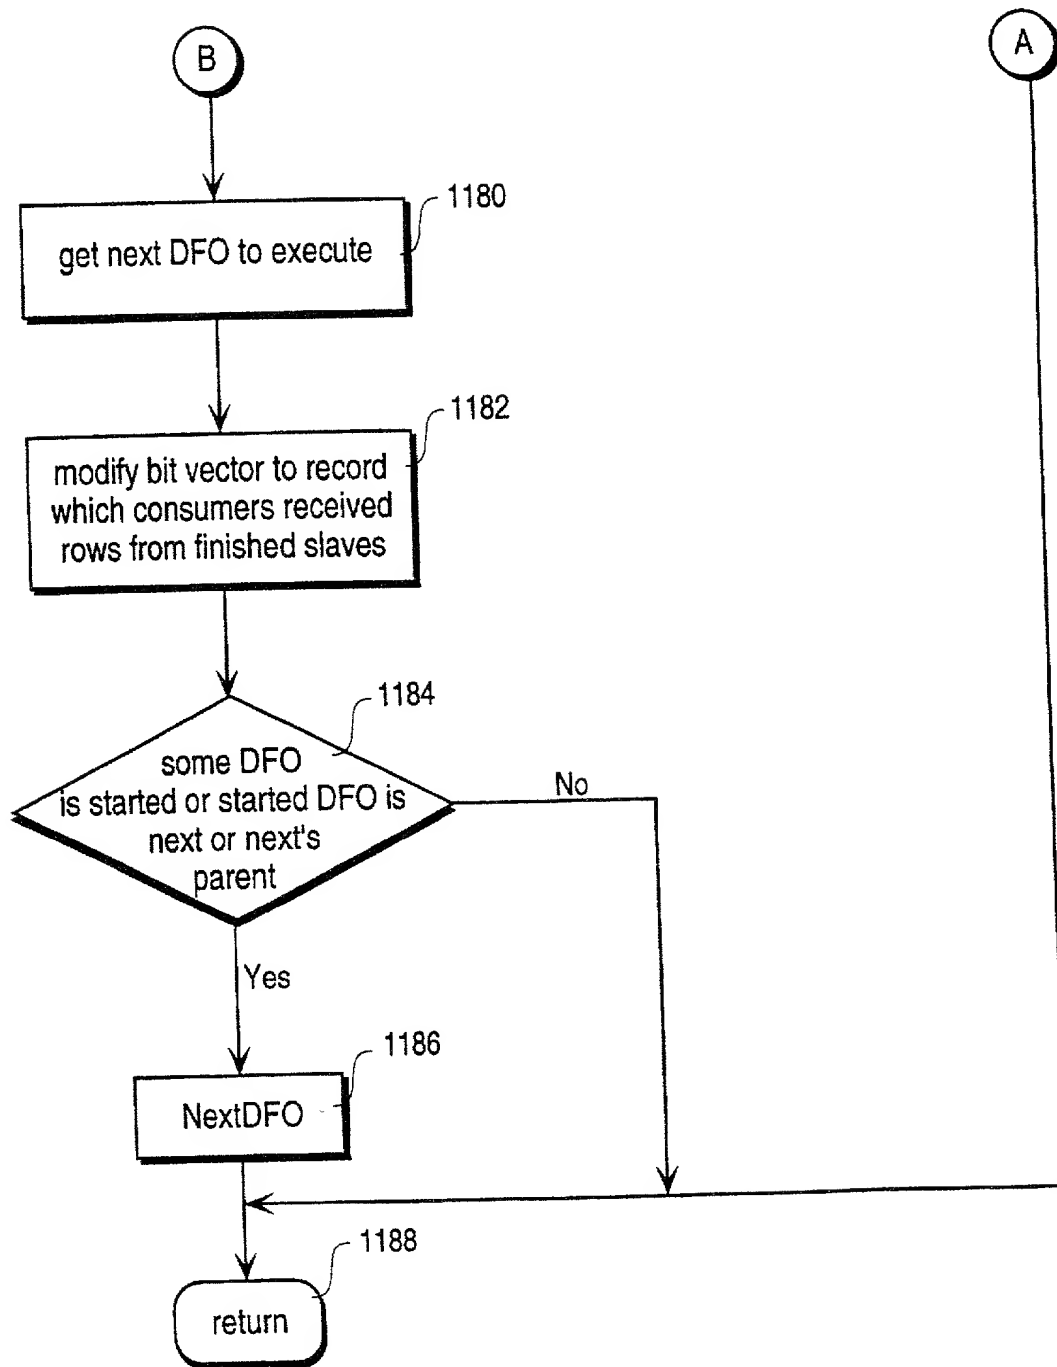 B
A
1180
get next DFO to execute
1182
modify bit vector to record
which consumers received
rows from finished slaves
1184
some DFO
is started or started DFO is
next or next's
parent
No
Yes
1186
NextDFO
1188
return